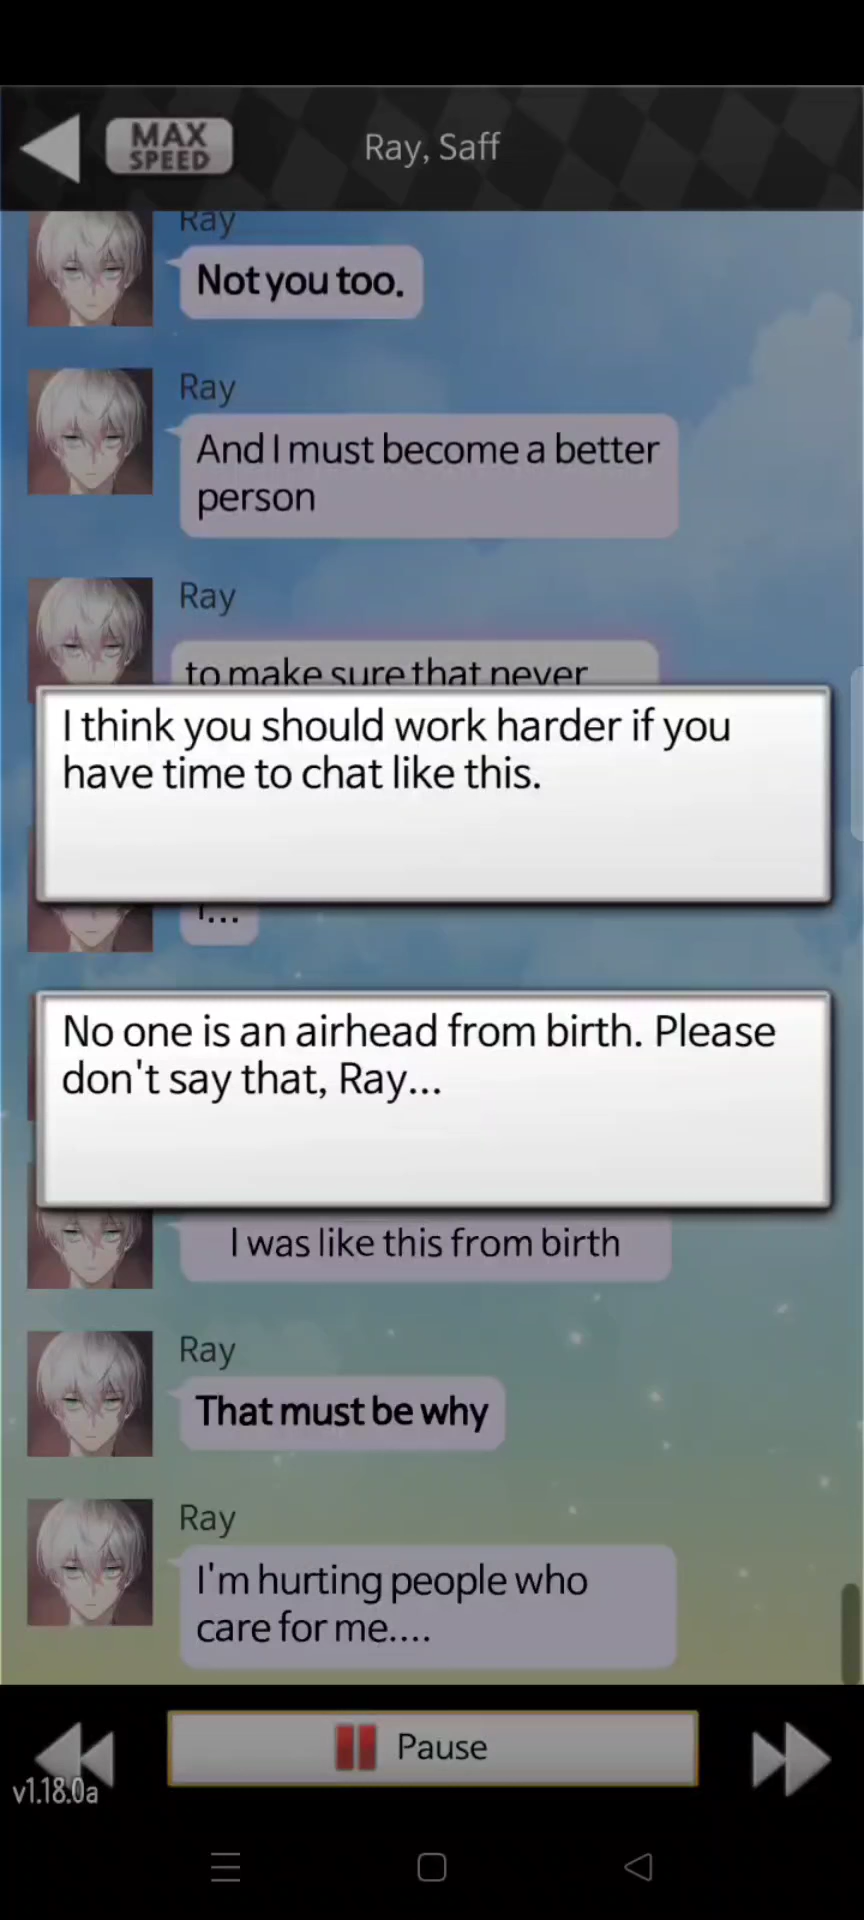 MAX
SPEED
Ray, Saff
Ray
Not you too.
Ray
And I must become a better
person
Ray
to make sure that never
I think you should work harder if you
have time to chat like this.
I...
No one is an airhead from birth. Please
don't say that, Ray...
I was like this from birth
Ray
That must be why
Ray
I'm hurting people who
care for me....
Pause
v1.18.0a